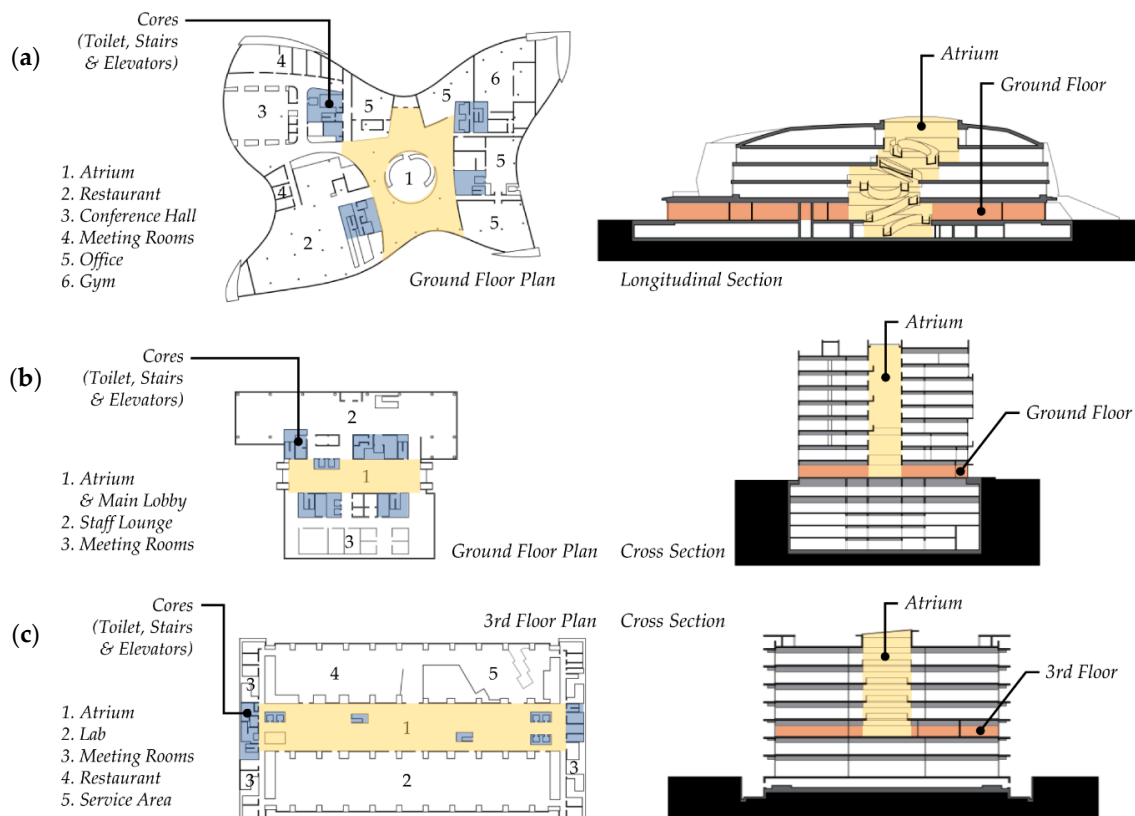 (a)
Cores
(Toilet, Stairs
& Elevators)
1. Atrium
2. Restaurant
3. Conference Hall
4. Meeting Rooms
5. Office
6. Gym
4
3
5
5
6
4
1
5
2
5
Ground Floor Plan
Atrium
Ground Floor
Longitudinal Section
(b)
Cores
(Toilet, Stairs
& Elevators)
1. Atrium
& Main Lobby
2. Staff Lounge
3. Meeting Rooms
2
1
3
Ground Floor Plan
Atrium
Ground Floor
Cross Section
(c)
Cores
(Toilet, Stairs
& Elevators)
1. Atrium
2. Lab
3. Meeting Rooms
4. Restaurant
5. Service Area
3rd Floor Plan
4
5
3
1
3
2
3
Cross Section
Atrium
3rd Floor